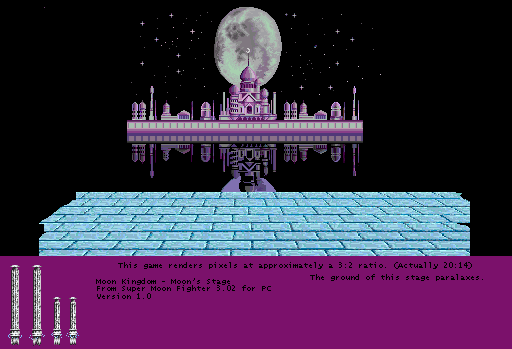 This game renders pixels at approximately a 3:2 ratio. (Actually 20:14)
The ground of this stage paralaxes.
Moon Kingdom - Moon's Stage
From Super Moon Fighter 3.02 for PC
Version 1.0